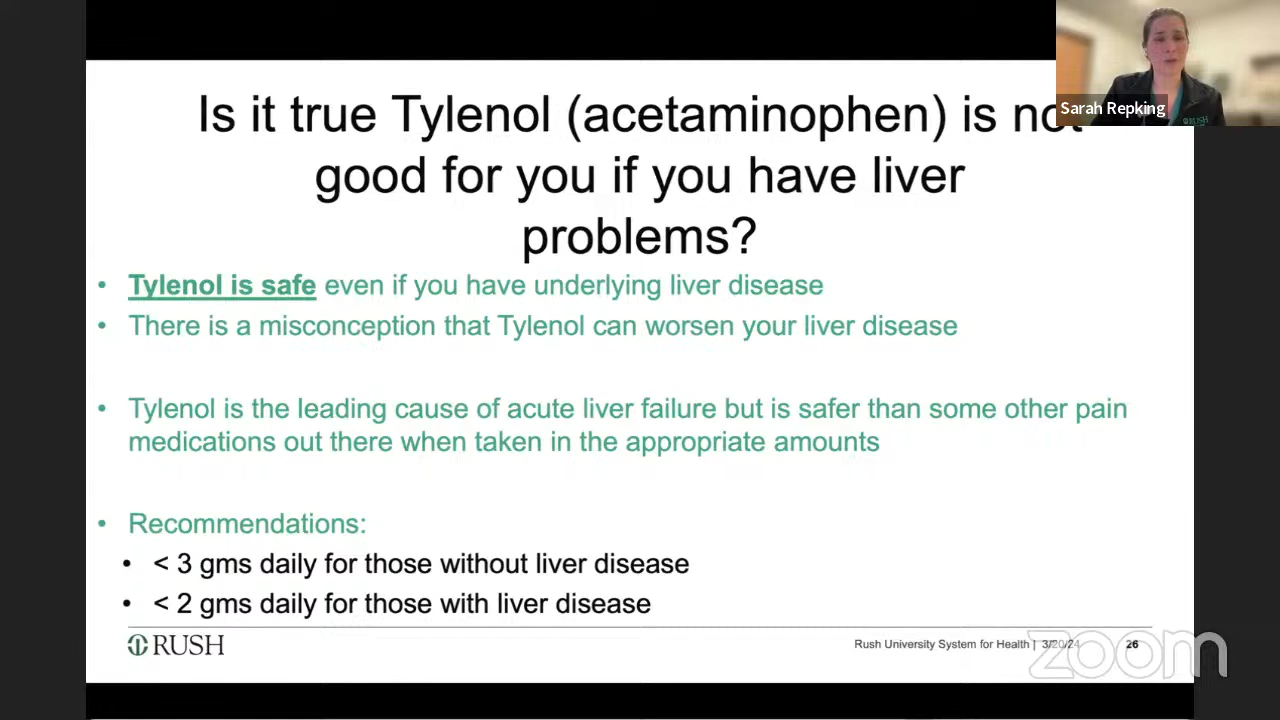 Is it true Tylenol (acetaminophen) is not
good for you if you have liver
problems?
Sarah Repking
RUSH
• Tylenol is safe even if you have underlying liver disease
• There is a misconception that Tylenol can worsen your liver disease
• Tylenol is the leading cause of acute liver failure but is safer than some other pain
medications out there when taken in the appropriate amounts
• Recommendations:
• < 3 gms daily for those without liver disease
• < 2 gms daily for those with liver disease
RUSH
Rush University System for Health | 3/20/24
26
zoom